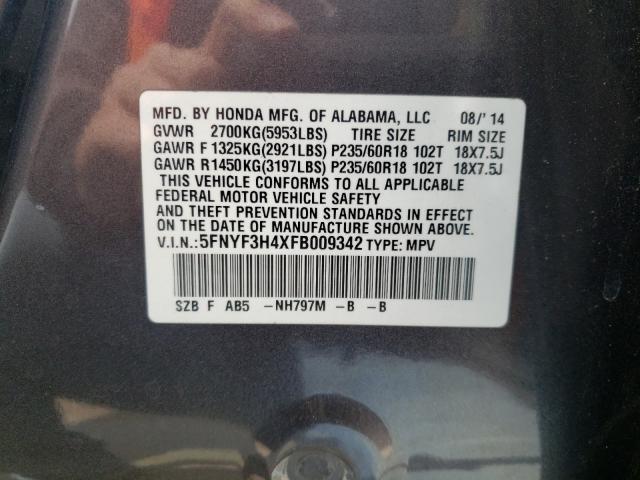 MFD. BY HONDA MFG. OF ALABAMA, LLC 08/'14
GVWR 2700KG(5953LBS) TIRE SIZE RIM SIZE
GAWR F 1325KG(2921LBS) P235/60R18 102T 18X7.5J
GAWR R1450KG(3197LBS) P235/60R18 102T 18X7.5J
THIS VEHICLE CONFORMS TO ALL APPLICABLE
FEDERAL MOTOR VEHICLE SAFETY
AND THEFT PREVENTION STANDARDS IN EFFECT
ON THE DATE OF MANUFACTURE SHOWN ABOVE.
V.I.N.:5FNYF3H4XFB009342 TYPE: MPV
SZB F AB5 -NH797M -B -B